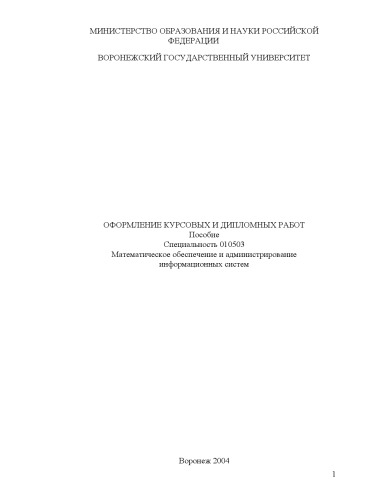 МИНИСТЕРСТВО ОБРАЗОВАНИЯ И НАУКИ РОССИЙСКОЙ
ФЕДЕРАЦИИ
ВОРОНЕЖСКИЙ ГОСУДАРСТВЕННЫЙ УНИВЕРСИТЕТ
ОФОРМЛЕНИЕ КУРСОВЫХ И ДИПЛОМНЫХ РАБОТ
Пособие
Специальность 010503
Математическое обеспечение и администрирование
информационных систем
Воронеж 2004
1